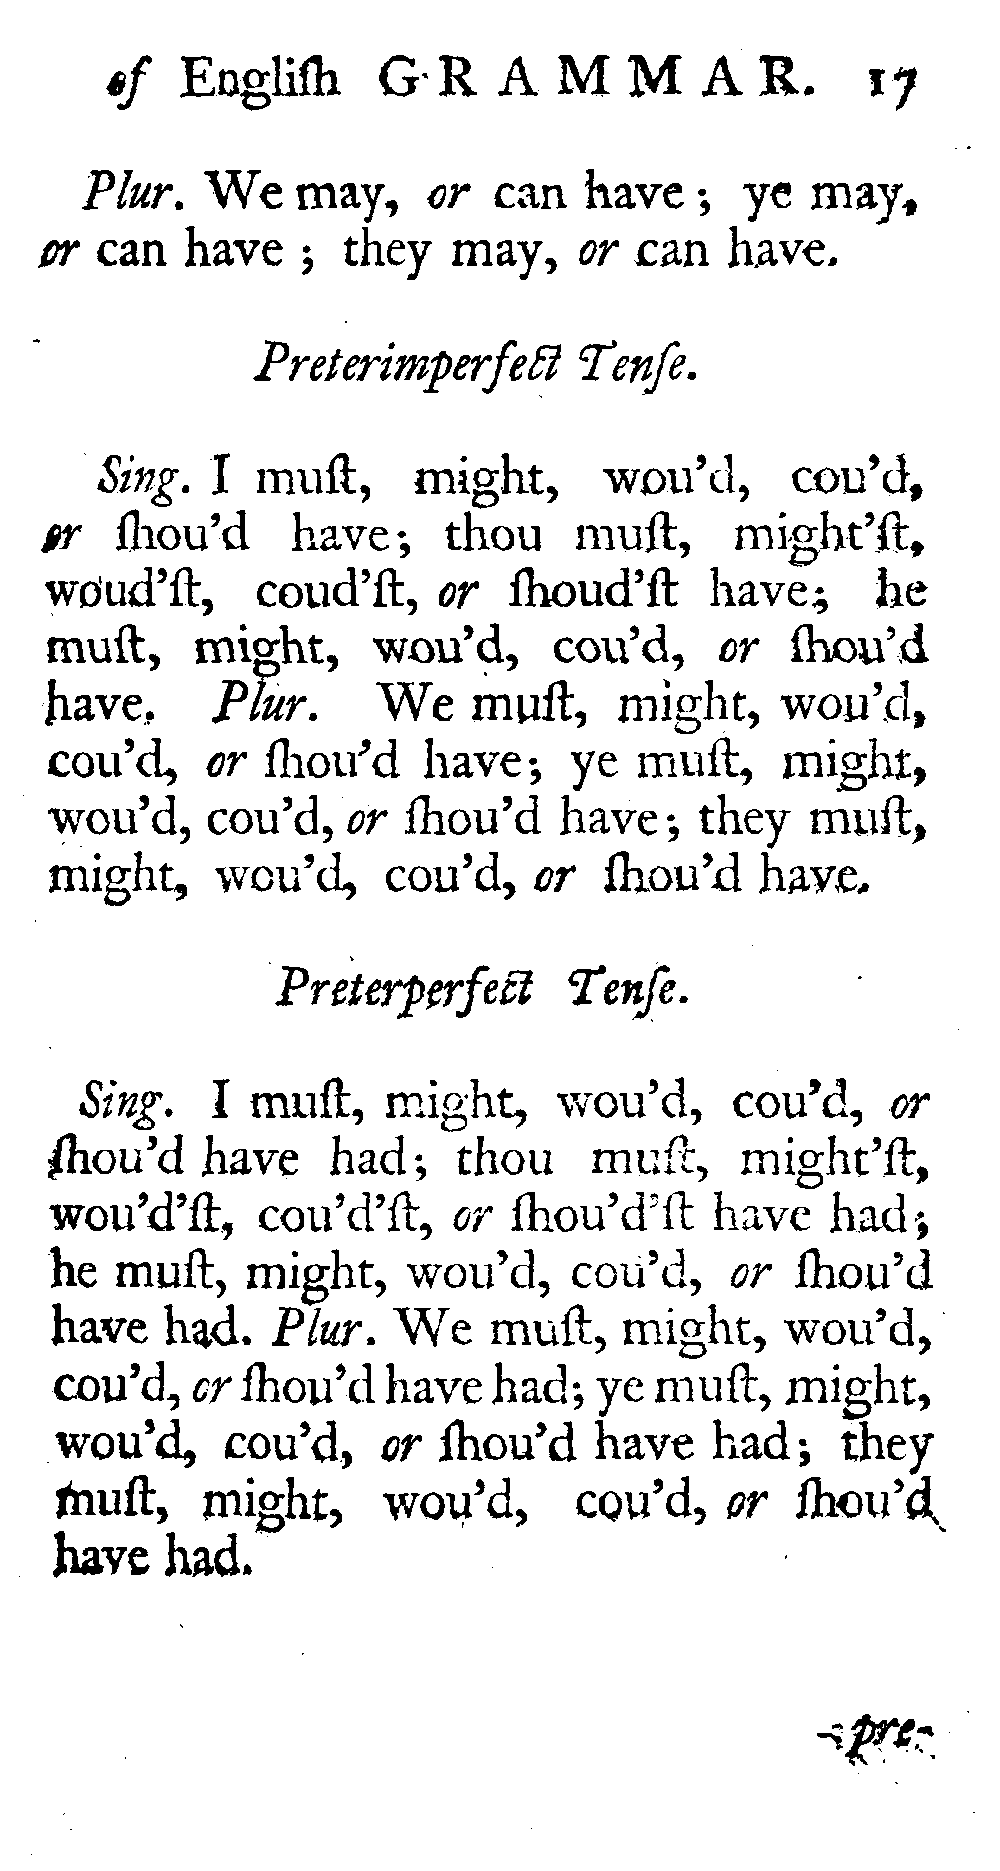 of Engliſh GRAMMAR. 17
Plur. We may, or can have ; ye may,
or can have ; they may, or can have.
Preterimperfect Tenſe.
Sing. I muſt, might, wou'd, cou'd,
or ſhou'd have; thou muſt, might'ſt,
woud'ſt, coud'ſt, or ſhoud'ſt have; he
muſt, might, wou'd, cou'd, or ſhou'd
have. Plur. We muſt, might, wou'd,
cou'd, or ſhou'd have; ye muſt, might,
wou'd, cou'd, or ſhou'd have; they muſt,
might, wou'd, cou'd, or ſhou'd have.
Preterperfect Tenſe.
Sing. I muſt, might, wou'd, cou'd, or
ſhou'd have had; thou muſt, might'ſt,
wou'd'ſt, cou'd'ſt, or ſhou'd'ſt have had;
he muſt, might, wou'd, cou'd, or ſhou'd
have had. Plur. We muſt, might, wou'd,
cou'd, or ſhou'd have had; ye muſt, might,
wou'd, cou'd, or ſhou'd have had; they
muſt, might, wou'd, cou'd, or ſhou'd
have had.
pre-